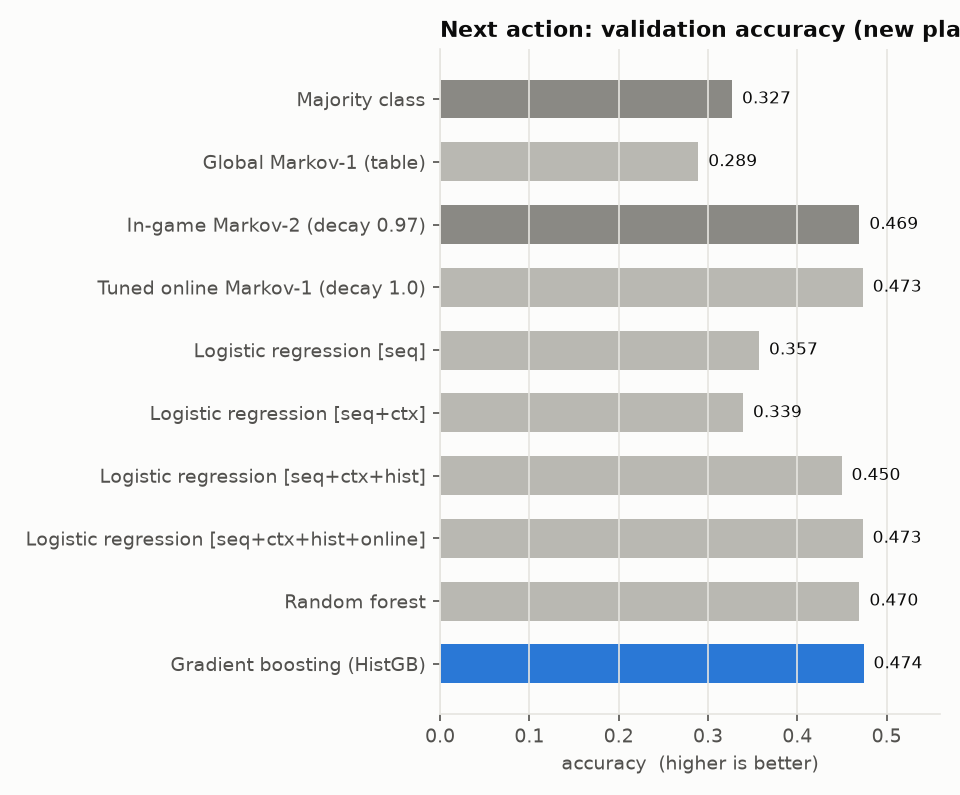 Next action: validation accuracy (new pla
Majority class
0.327
Global Markov-1 (table)
0.289
In-game Markov-2 (decay 0.97)
0.469
Tuned online Markov-1 (decay 1.0)
0.473
Logistic regression [seq]
0.357
Logistic regression [seq+ctx]
0.339
Logistic regression [seq+ctx+hist]
0.450
Logistic regression [seq+ctx+hist+online]
0.473
Random forest
0.470
Gradient boosting (HistGB)
0.474
0.0 0.1 0.2 0.3 0.4 0.5
accuracy (higher is better)